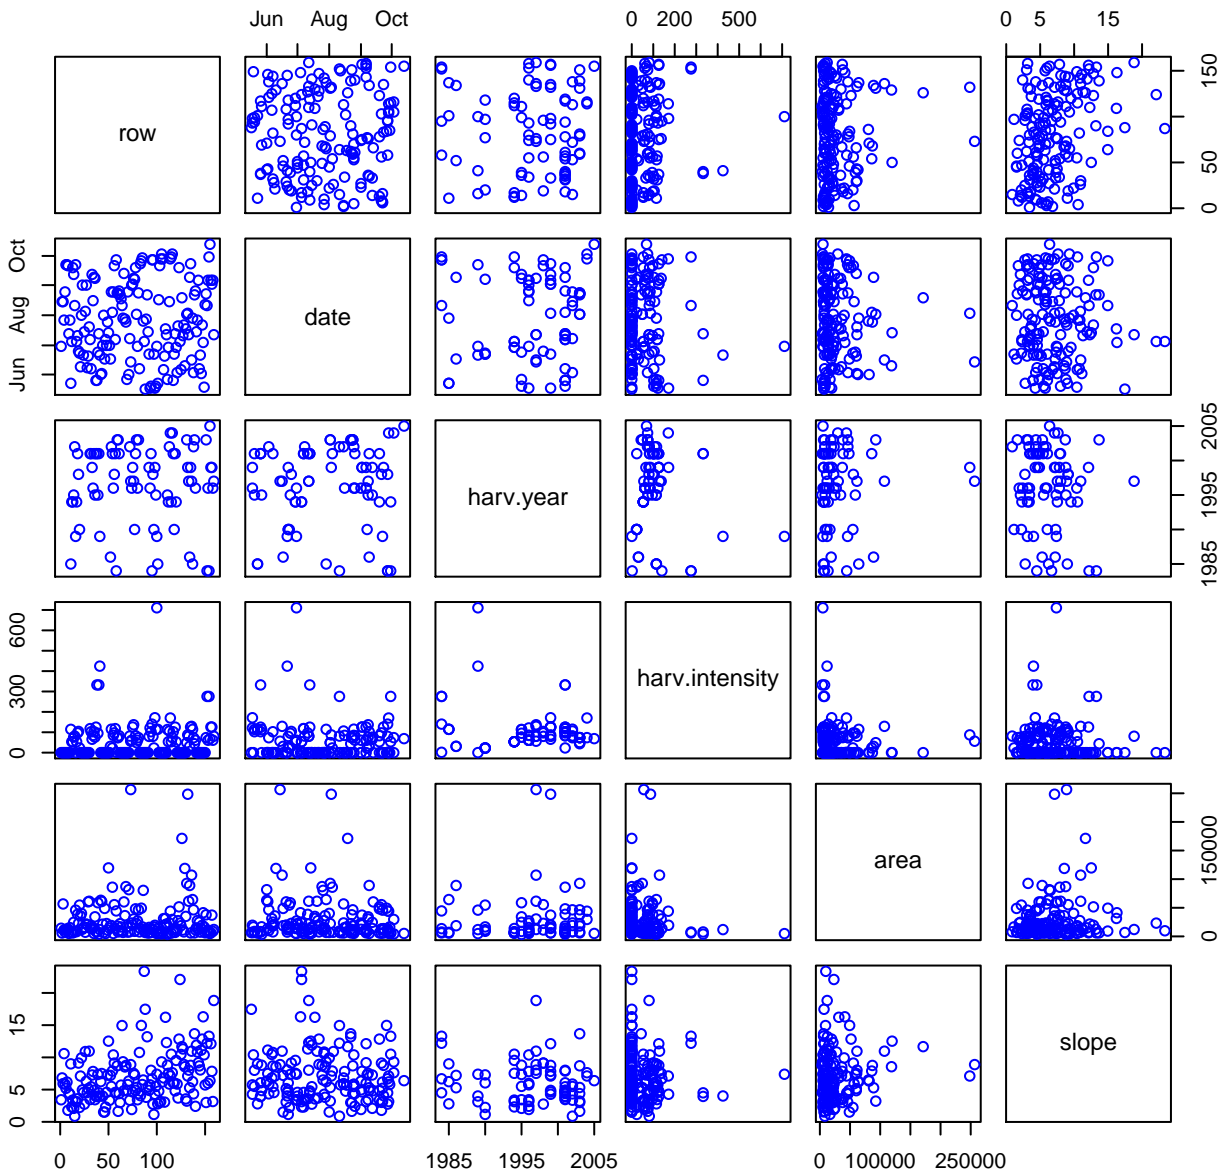 Jun Aug Oct 0 200 500 0 5 15
row 0 50 150
Jun Aug Oct date
harv.year 1985 1995 2005
0 300 600 harv.intensity
area 0 150000
0 5 15 slope
0 100 1985 1995 2005 0 100000 250000